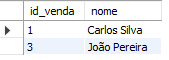 id_venda nome
1 Carlos Silva
3 João Pereira